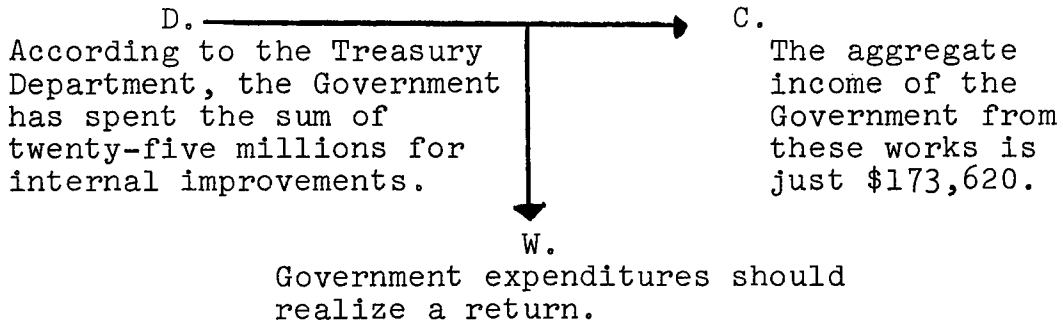 D.
According to the Treasury
Department, the Government
has spent the sum of
twenty-five millions for
internal improvements.
C.
The aggregate
income of the
Government from
these works is
just $173,620.
W.
Government expenditures should
realize a return.